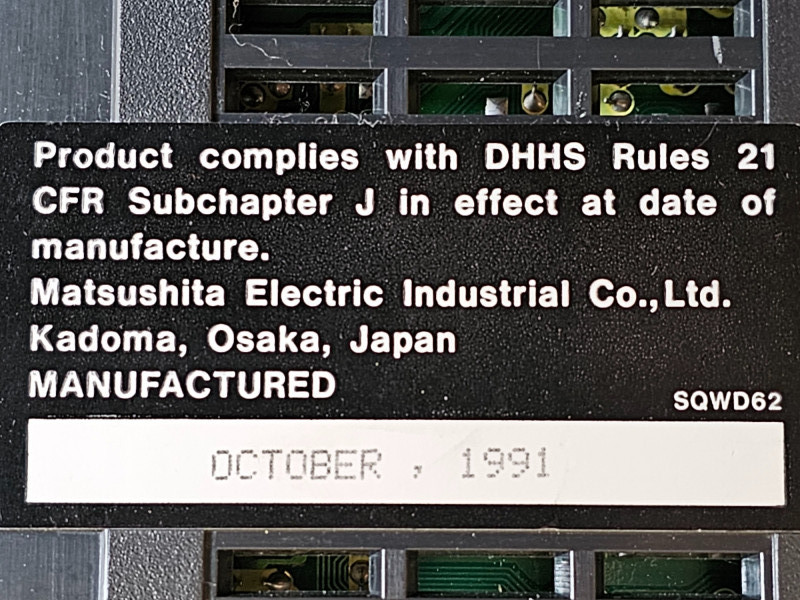 Product complies with DHHS Rules 21
CFR Subchapter J in effect at date of
manufacture.
Matsushita Electric Industrial Co.,Ltd.
Kadoma, Osaka, Japan
MANUFACTURED
SQWD62
OCTOBER , 1991